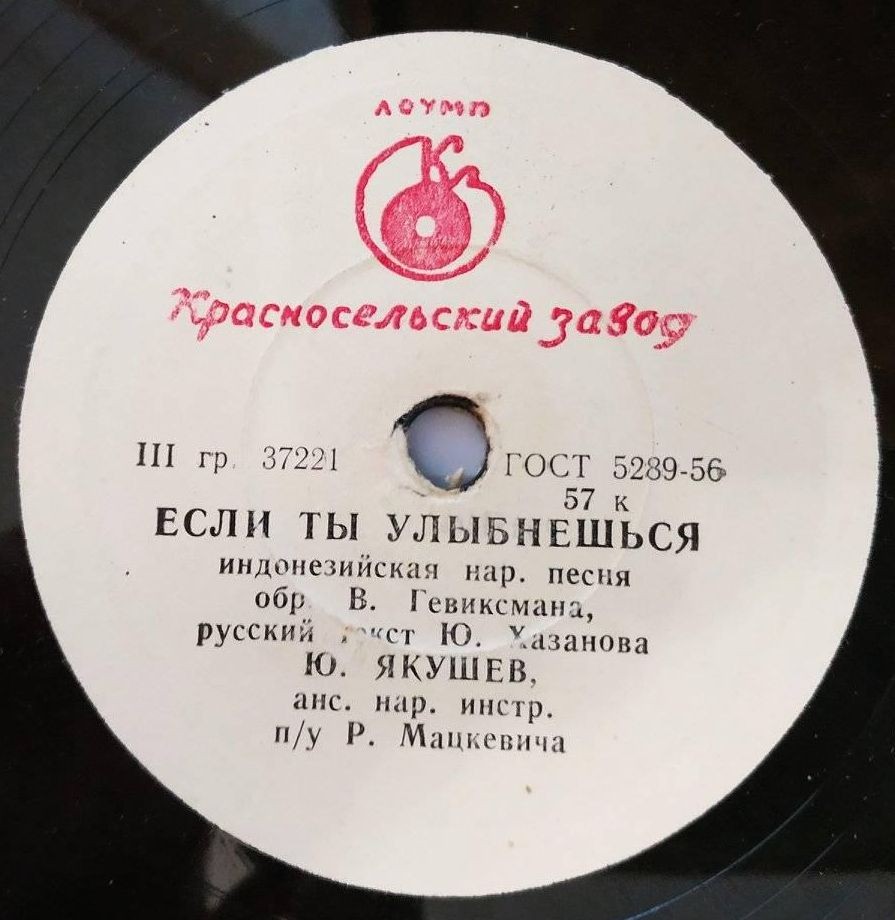 ЛОУМП
Красносельский завод
III гр. 37221 ГОСТ 5289-56
57 к
ЕСЛИ ТЫ УЛЫБНЕШЬСЯ
индонезийская нар. песня
обр. В. Гевиксмана,
русский текст Ю. Хазанова
Ю. ЯКУШЕВ,
анс. нар. инстр.
п/у Р. Мацкевича